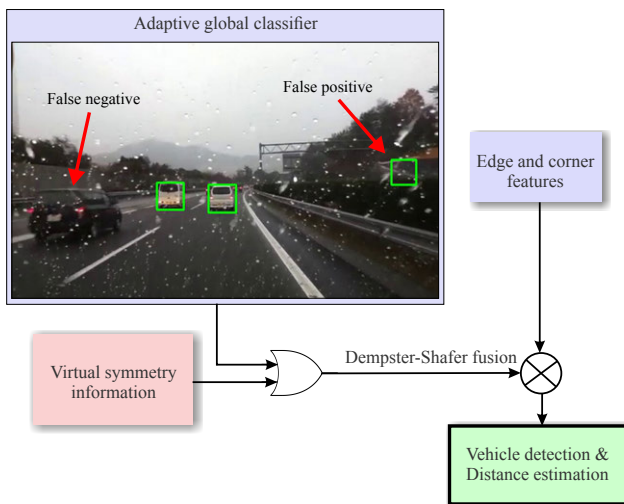 Adaptive global classifier
False negative
False positive
Edge and corner
features
Virtual symmetry
information
Dempster-Shafer fusion
Vehicle detection &
Distance estimation